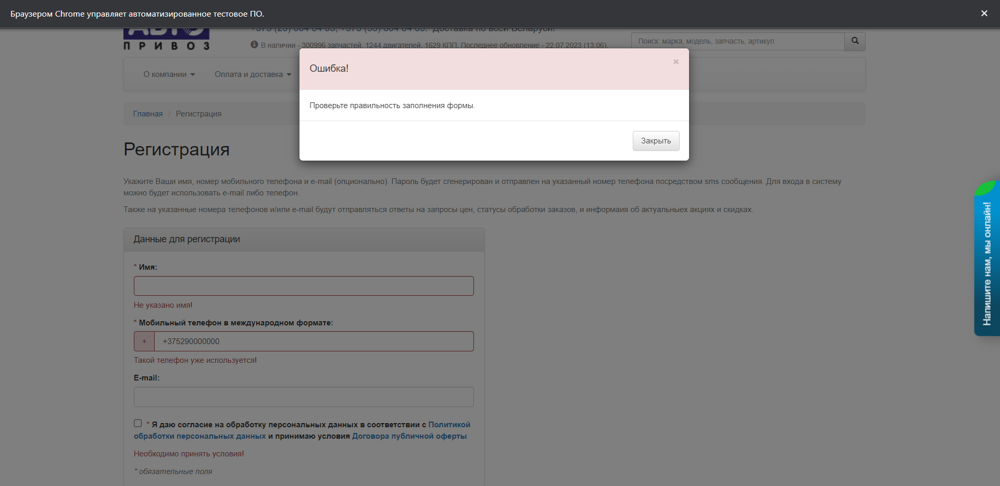 Браузером Chrome управляет автоматизированное тестовое ПО.
Доставка по всей Беларуси!
ПРИВОЗ
В наличии - 300996 запчастей, 1244 двигателей, 1629 КПП. Последнее обновление - 22.07.2023 (13:06).
Поиск: марка, модель, запчасть, артикул
Ошибка!
×
О компании
Оплата и доставка
Проверьте правильность заполнения формы.
Главная / Регистрация
Закрыть
Регистрация
Укажите Ваши имя, номер мобильного телефона и e-mail (опционально). Пароль будет сгенерирован и отправлен на указанный номер телефона посредством sms сообщения. Для входа в систему
можно будет использовать e-mail либо телефон.
Также на указанные номера телефонов и/или e-mail будут отправляться ответы на запросы цен, статусы обработки заказов, и информаия об актуальныех акциях и скидках.
Напишите нам, мы онлайн!
Данные для регистрации
* Имя:
Не указано имя!
* Мобильный телефон в международном формате:
+ +375290000000
Такой телефон уже используется!
E-mail:
* Я даю согласие на обработку персональных данных в соответствии с Политикой
обработки персональных данных и принимаю условия Договора публичной оферты
Необходимо принять условия!
* обязательные поля